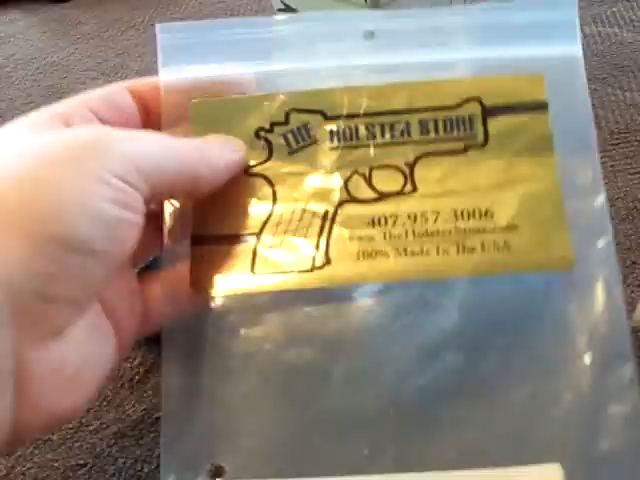 THE HOLSTER STORE
407.957.3006
www.TheHolsterStore.com
100% Made In The USA